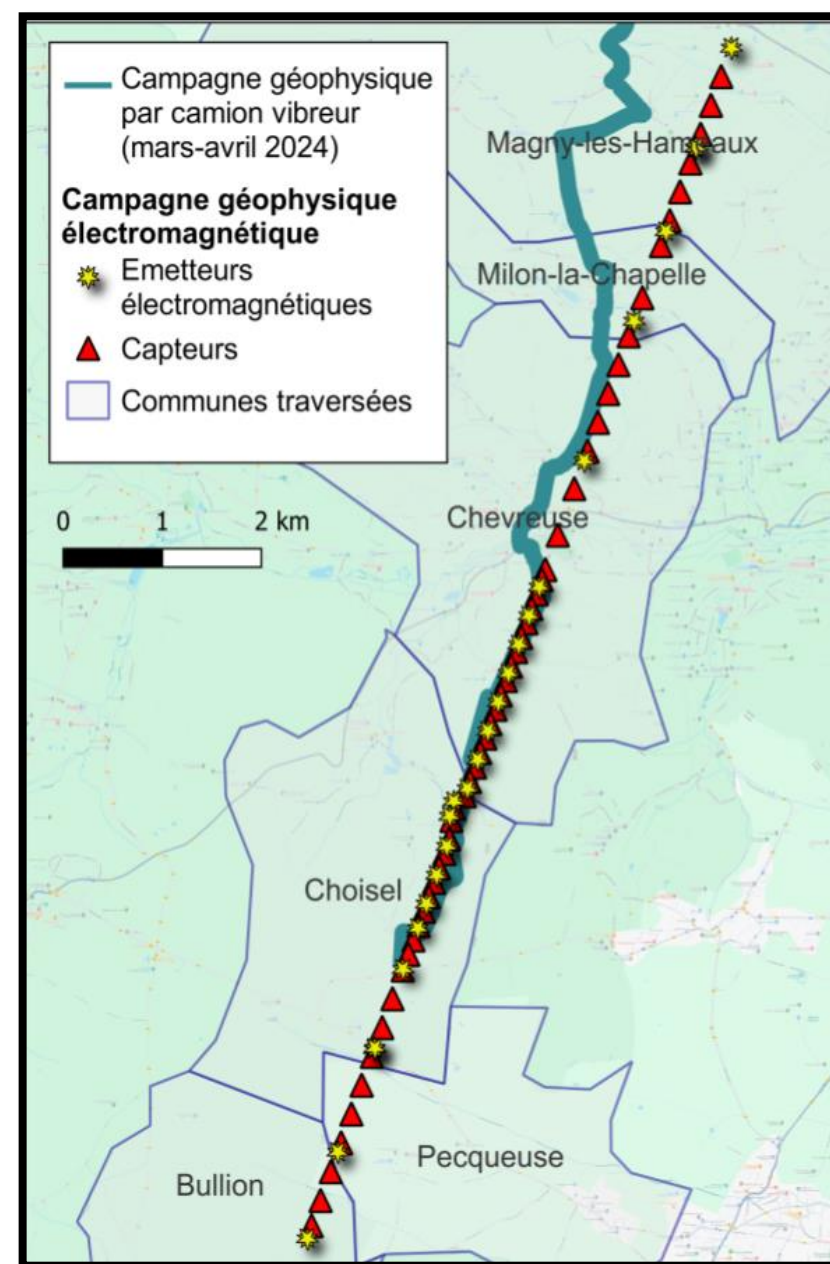 Campagne géophysique
par camion vibreur
(mars-avril 2024)
Campagne géophysique
électromagnétique
Emetteurs
électromagnétiques
Capteurs
Communes traversées
0 1 2 km
Magny-les-Hameaux
Milon-la-Chapelle
Chevreuse
Choisel
Pecqueuse
Bullion